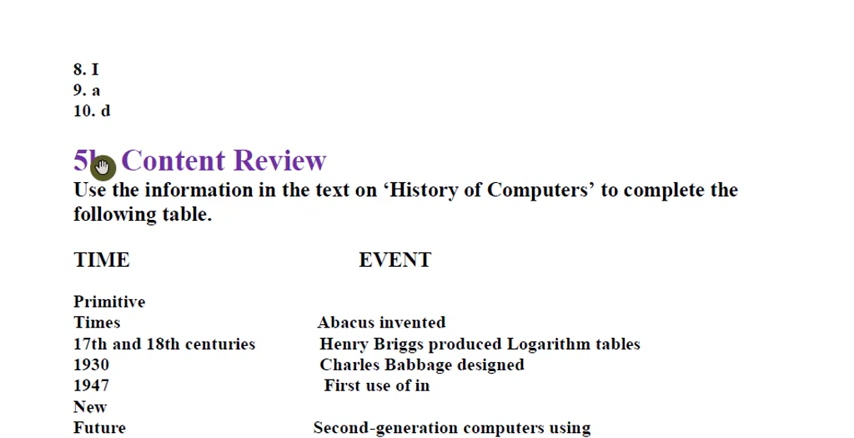 8. I
9. a
10. d
5b Content Review
Use the information in the text on ‘History of Computers’ to complete the
following table.
TIME EVENT
Primitive
Times Abacus invented
17th and 18th centuries Henry Briggs produced Logarithm tables
1930 Charles Babbage designed
1947 First use of in
New
Future Second-generation computers using